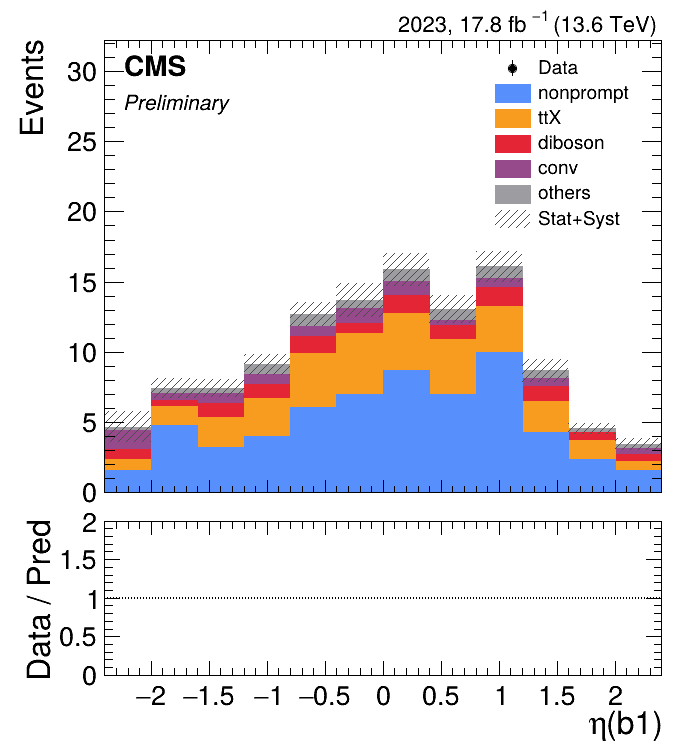 2023, 17.8 fb⁻¹ (13.6 TeV)
CMS
Preliminary
Events
30
25
20
15
10
5
0
Data
nonprompt
ttX
diboson
conv
others
Stat+Syst
Data / Pred
2
1.5
1
0.5
0
−2 −1.5 −1 −0.5 0 0.5 1 1.5 2
η(b1)